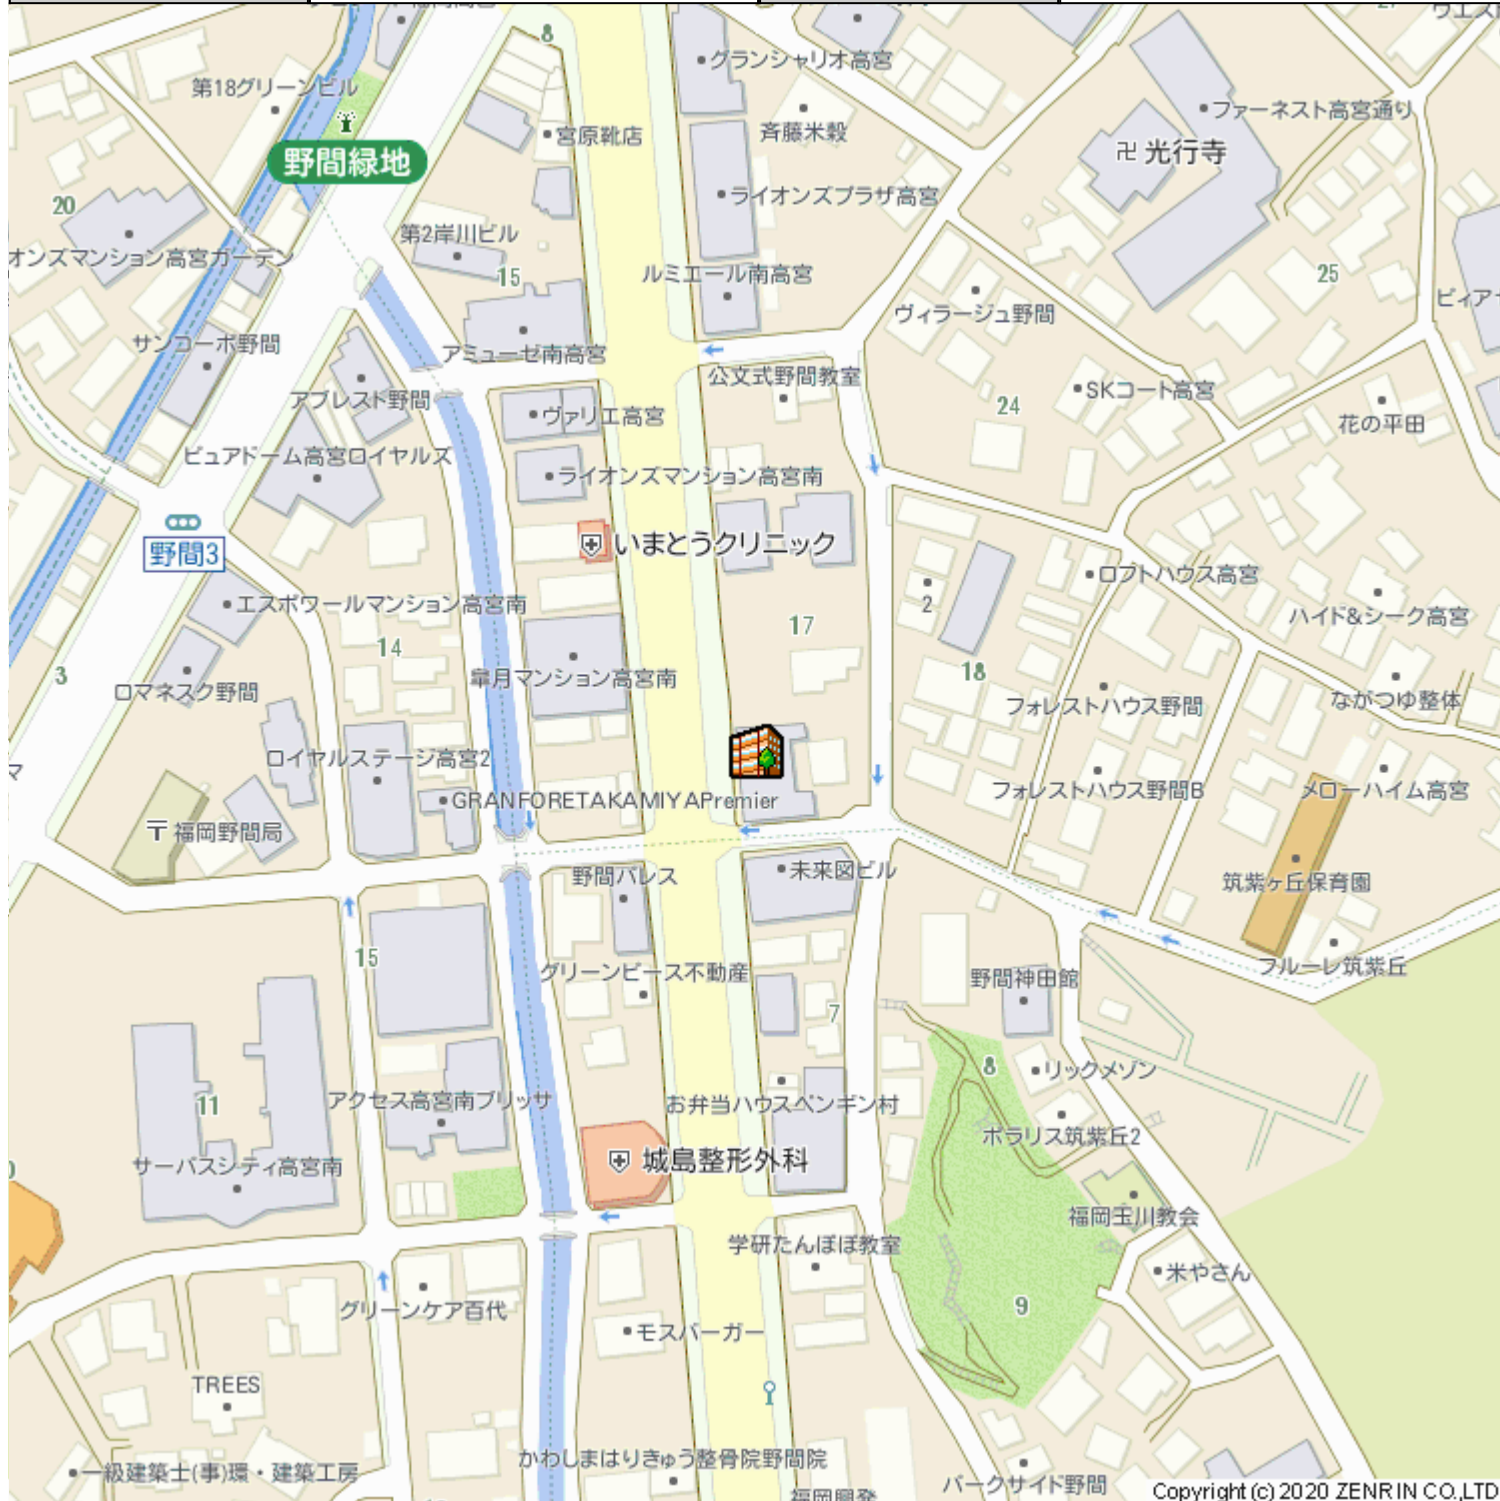 8
グランシャリオ高宮
第18グリーンビル
ファーネスト高宮通り
宮原靴店
斉藤米穀
卍 光行寺
野間緑地
ライオンズプラザ高宮
20
第2岸川ビル
オンズマンション高宮ガーデン
15
ルミエール南高宮
25
ヴィラージュ野間
サンコーポ野間
アミューゼ南高宮
公文式野間教室
SKコート高宮
アプレスト野間
24
ヴァリエ高宮
花の平田
ピュアドーム高宮ロイヤルズ
ライオンズマンション高宮南
野間3
いまとうクリニック
ロフトハウス高宮
エスポワールマンション高宮南
2
ハイド&シーク高宮
17
14
3
皐月マンション高宮南
18
ロマネスク野間
フォレストハウス野間
ながつゆ整体
ロイヤルステージ高宮2
マ
フォレストハウス野間B
メローハイム高宮
GRANFORETAKAMIYAPremier
〒福岡野間局
野間パレス
未来図ビル
筑紫ヶ丘保育園
15
グリーンピース不動産
野間神田館
フルーレ筑紫丘
7
8
リックメゾン
11
アクセス高宮南ブリッサ
お弁当ハウスペンギン村
ポラリス筑紫丘2
サーパスシティ高宮南
城島整形外科
福岡玉川教会
学研たんぽぽ教室
米やさん
グリーンケア百代
9
モスバーガー
TREES
かわしまはりきゅう整骨院野間院
一級建築士(事)環・建築工房
パークサイド野間
福岡興発
Copyright (c) 2020 ZENRIN CO.,LTD